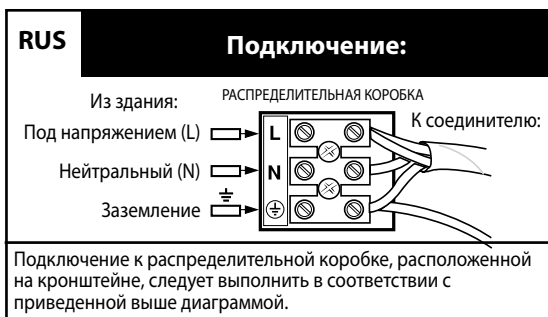 RUS
Подключение:
Из здания:
РАСПРЕДЕЛИТЕЛЬНАЯ КОРОБКА
К соединителю:
Под напряжением (L)
L
Нейтральный (N)
N
Заземление
Подключение к распределительной коробке, расположенной
на кронштейне, следует выполнить в соответствии с
приведенной выше диаграммой.